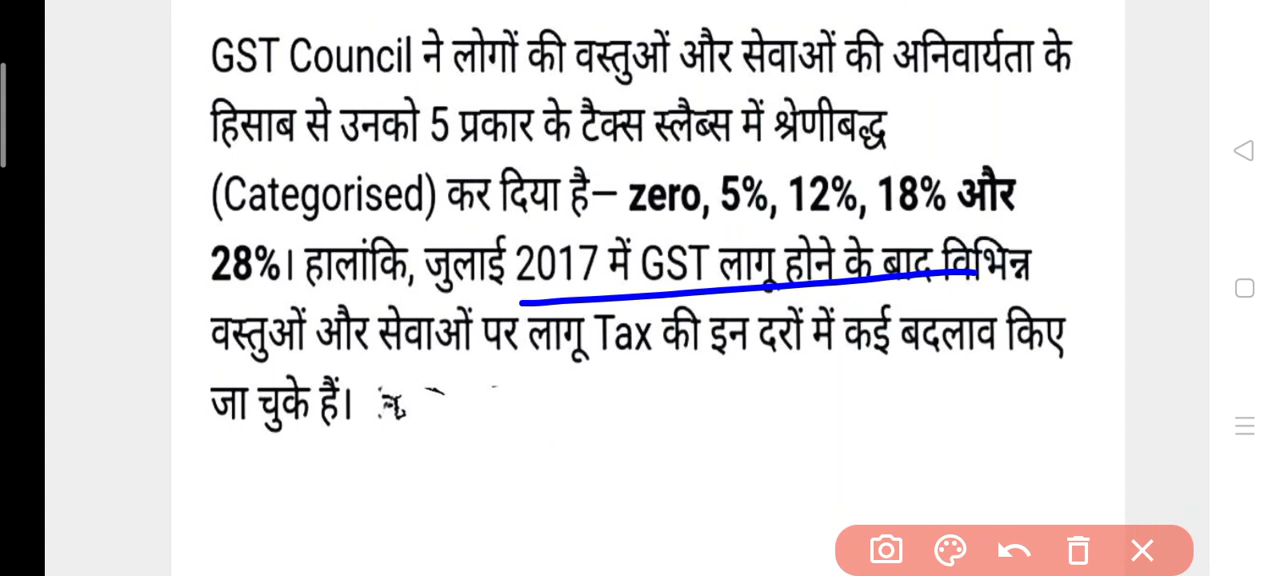 GST Council ने लोगों की वस्तुओं और सेवाओं की अनिवार्यता के
हिसाब से उनको 5 प्रकार के टैक्स स्लैब्स में श्रेणीबद्ध
(Categorised) कर दिया है– zero, 5%, 12%, 18% और
28%। हालांकि, जुलाई 2017 में GST लागू होने के बाद विभिन्न
वस्तुओं और सेवाओं पर लागू Tax की इन दरों में कई बदलाव किए
जा चुके हैं।